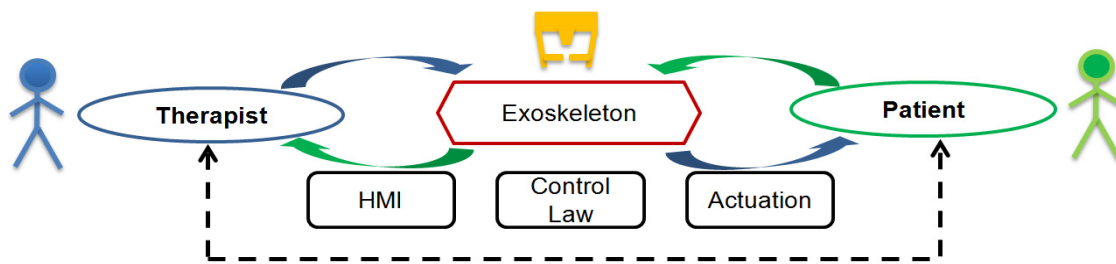 Therapist
Exoskeleton
Patient
HMI
Control
Law
Actuation